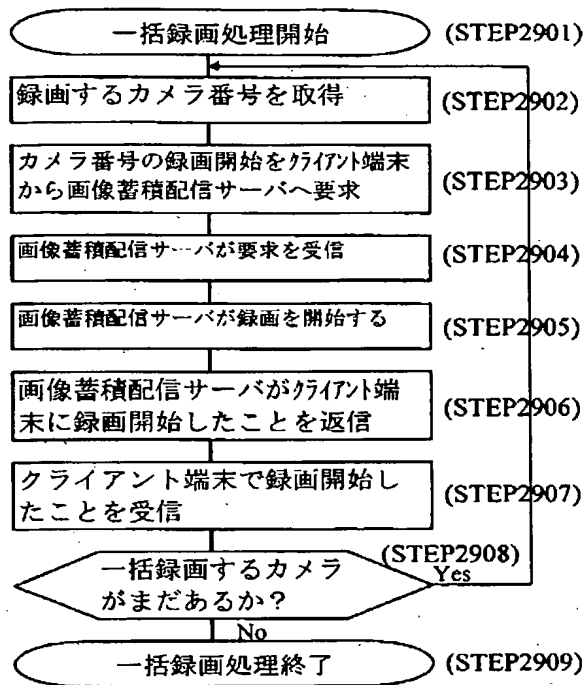 一括録画処理開始 (STEP2901)
録画するカメラ番号を取得 (STEP2902)
カメラ番号の録画開始をクライアント端末
から画像蓄積配信サーバへ要求 (STEP2903)
画像蓄積配信サーバが要求を受信 (STEP2904)
画像蓄積配信サーバが録画を開始する (STEP2905)
画像蓄積配信サーバがクライアント端
末に録画開始したことを返信 (STEP2906)
クライアント端末で録画開始し
たことを受信 (STEP2907)
(STEP2908)
一括録画するカメラ
がまだあるか？
Yes
No
一括録画処理終了 (STEP2909)